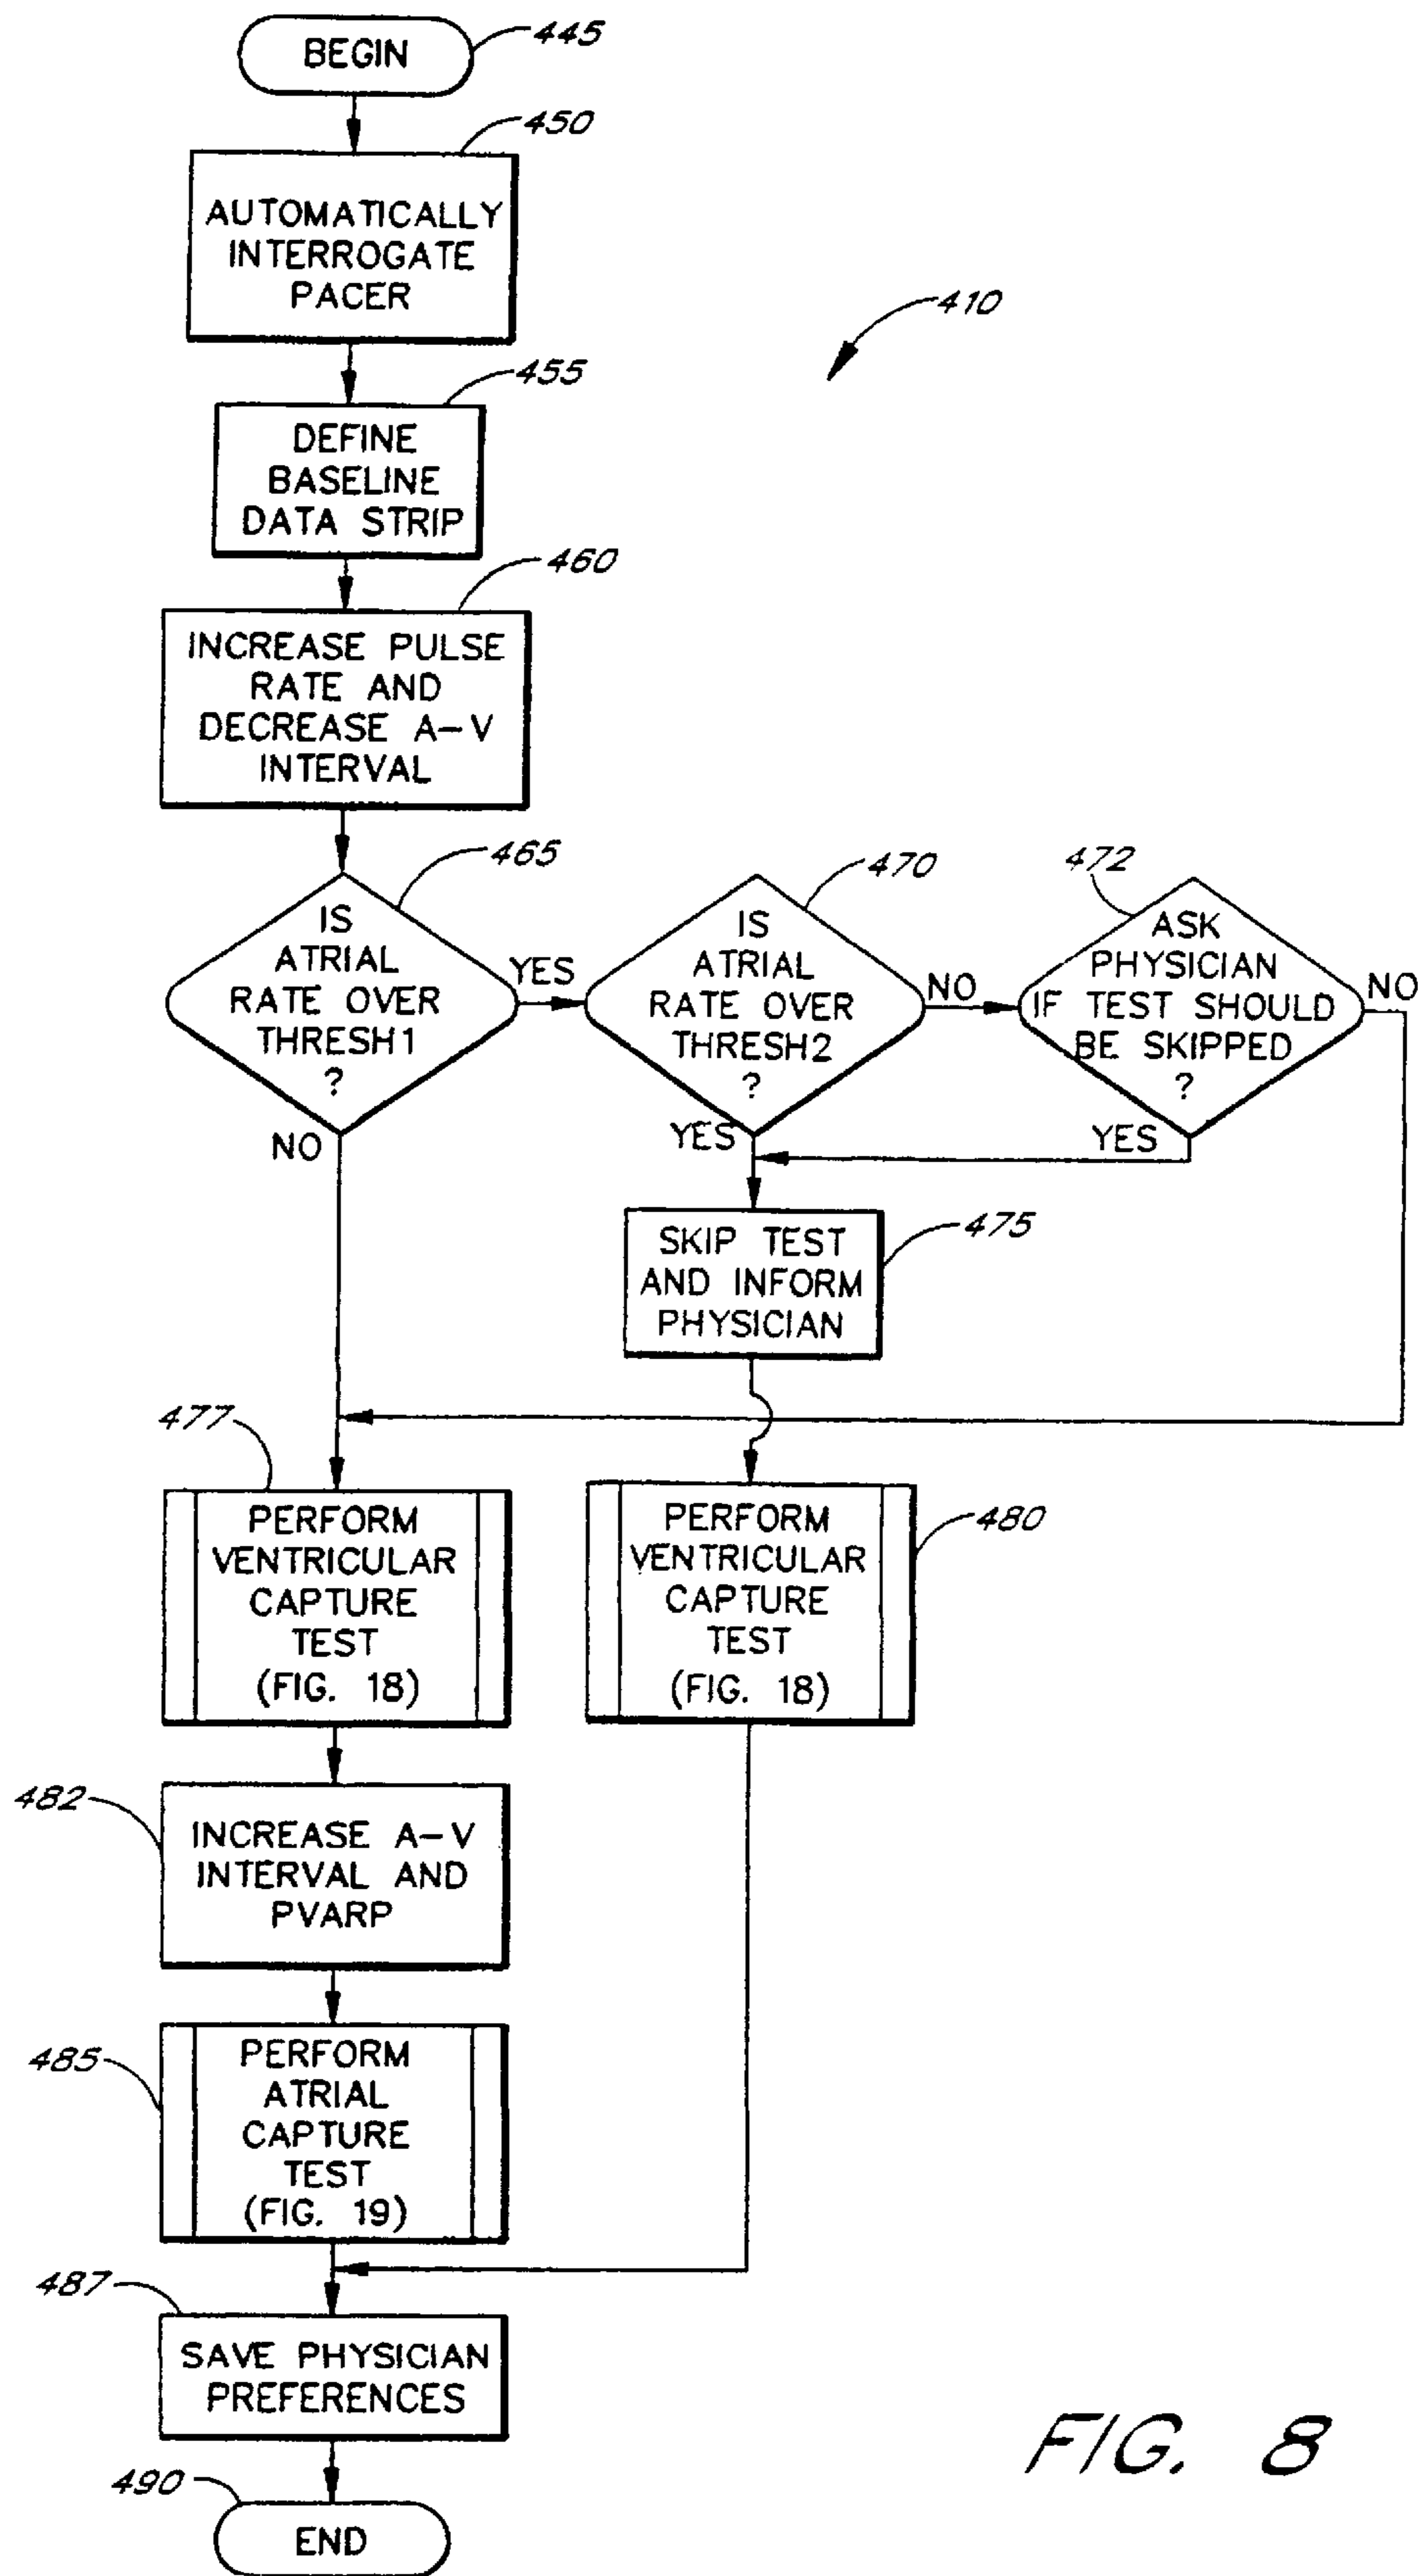 BEGIN
445
450
AUTOMATICALLY
INTERROGATE
PACER
410
455
DEFINE
BASELINE
DATA STRIP
460
INCREASE PULSE
RATE AND
DECREASE A-V
INTERVAL
465
IS
ATRIAL
RATE OVER
THRESH1
?
YES
NO
470
IS
ATRIAL
RATE OVER
THRESH2
?
NO
YES
472
ASK
PHYSICIAN
IF TEST SHOULD
BE SKIPPED
?
NO
YES
475
SKIP TEST
AND INFORM
PHYSICIAN
477
PERFORM
VENTRICULAR
CAPTURE
TEST
(FIG. 18)
480
PERFORM
VENTRICULAR
CAPTURE
TEST
(FIG. 18)
482
INCREASE A-V
INTERVAL AND
PVARP
485
PERFORM
ATRIAL
CAPTURE
TEST
(FIG. 19)
487
SAVE PHYSICIAN
PREFERENCES
490
END
FIG. 8